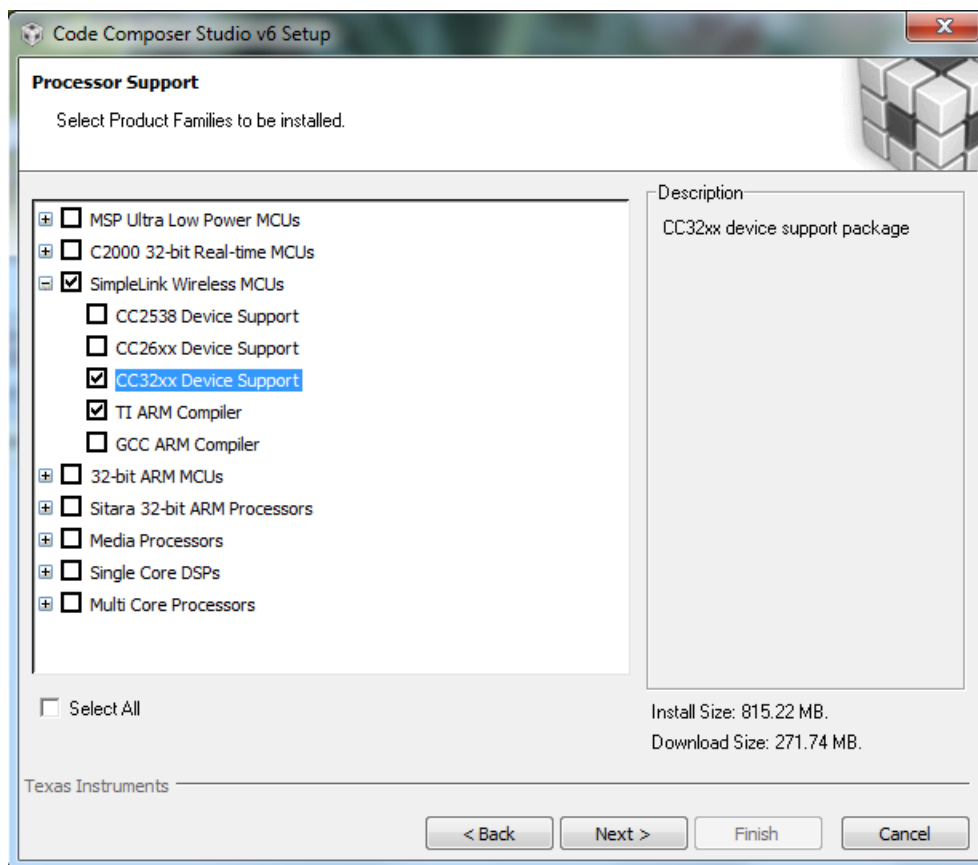 Code Composer Studio v6 Setup
Processor Support
Select Product Families to be installed.
MSP Ultra Low Power MCUs
C2000 32-bit Real-time MCUs
SimpleLink Wireless MCUs
CC2538 Device Support
CC26xx Device Support
CC32xx Device Support
TI ARM Compiler
GCC ARM Compiler
32-bit ARM MCUs
Sitara 32-bit ARM Processors
Media Processors
Single Core DSPs
Multi Core Processors
Description
CC32xx device support package
Select All
Install Size: 815.22 MB.
Download Size: 271.74 MB.
Texas Instruments
< Back
Next >
Finish
Cancel